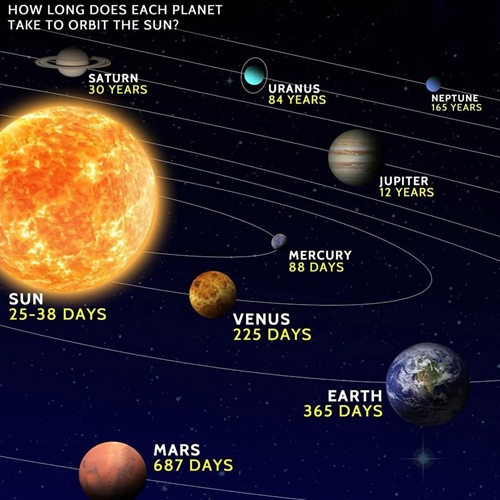 HOW LONG DOES EACH PLANET
TAKE TO ORBIT THE SUN?
SATURN
30 YEARS
URANUS
84 YEARS
NEPTUNE
165 YEARS
JUPITER
12 YEARS
MERCURY
88 DAYS
SUN
25-38 DAYS
VENUS
225 DAYS
EARTH
365 DAYS
MARS
687 DAYS